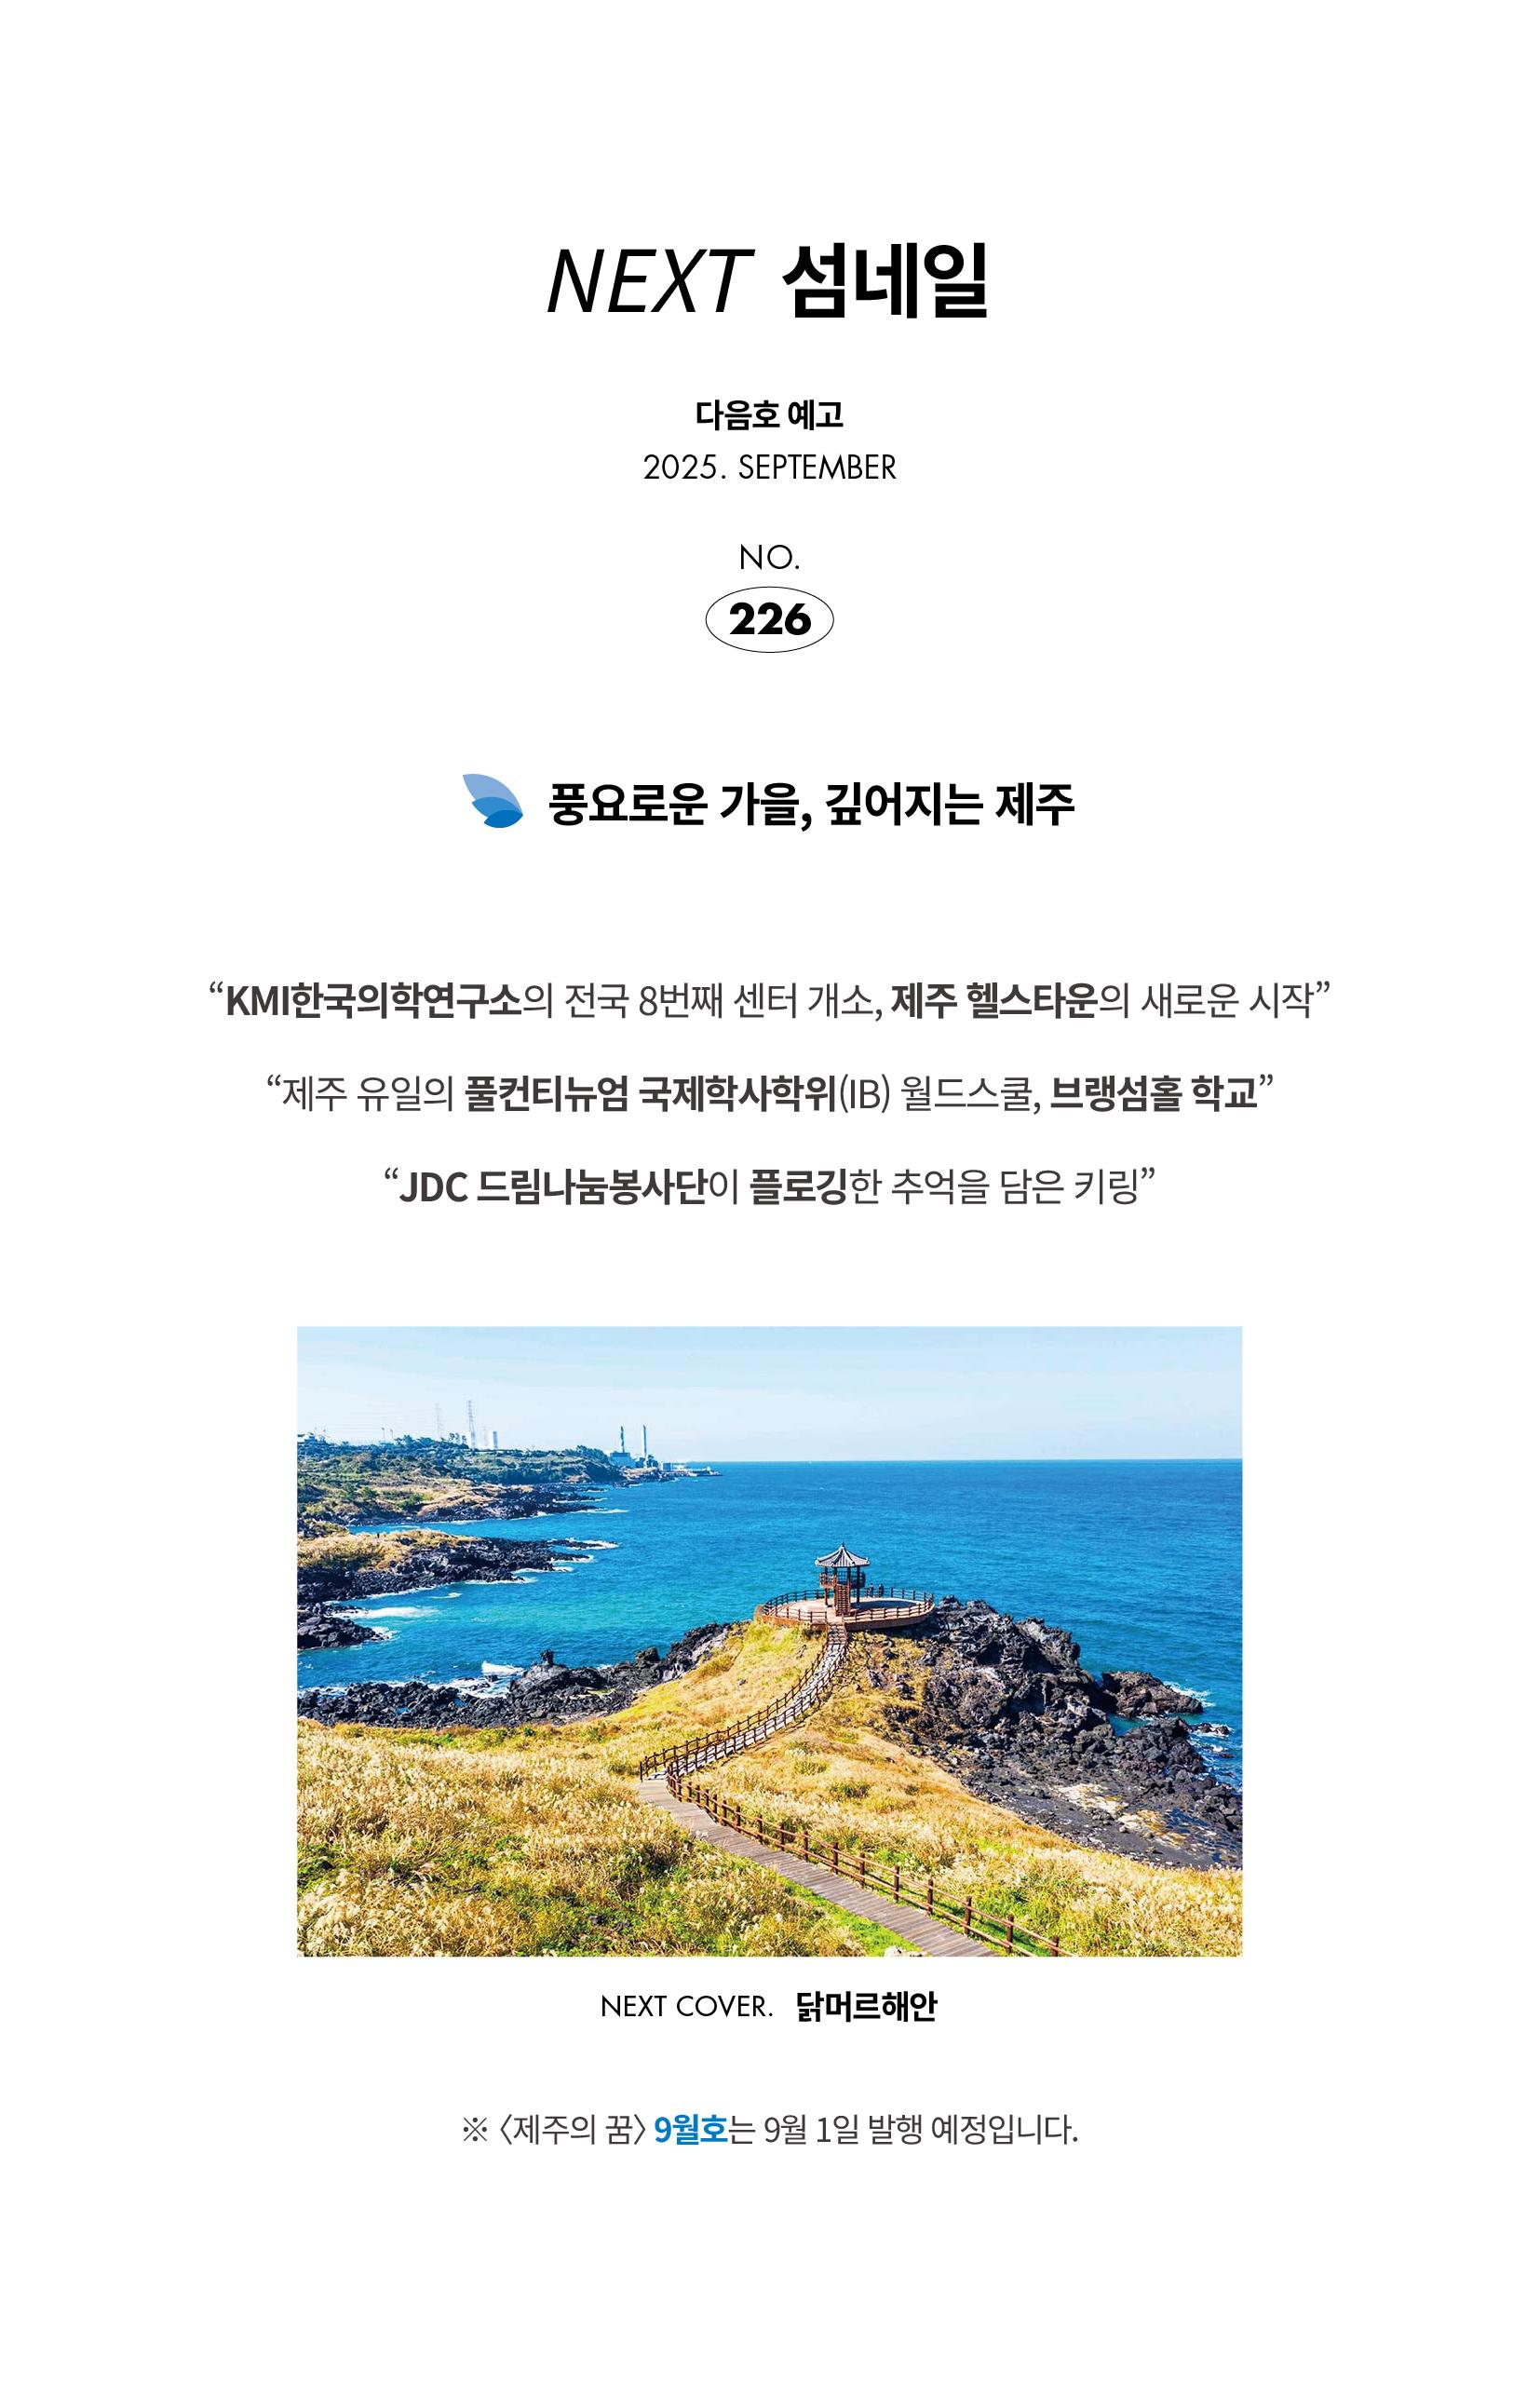 NEXT 섬네일
다음호 예고
2025. SEPTEMBER
NO.
226
풍요로운 가을, 깊어지는 제주
“KMI한국의학연구소의 전국 8번째 센터 개소, 제주 헬스타운의 새로운 시작”
“제주 유일의 풀컨티뉴엄 국제학사학위(IB) 월드스쿨, 브랭섬홀 학교”
“JDC 드림나눔봉사단이 플로깅한 추억을 담은 키링”
NEXT COVER. 닭머르해안
※ 〈제주의 꿈〉 9월호는 9월 1일 발행 예정입니다.